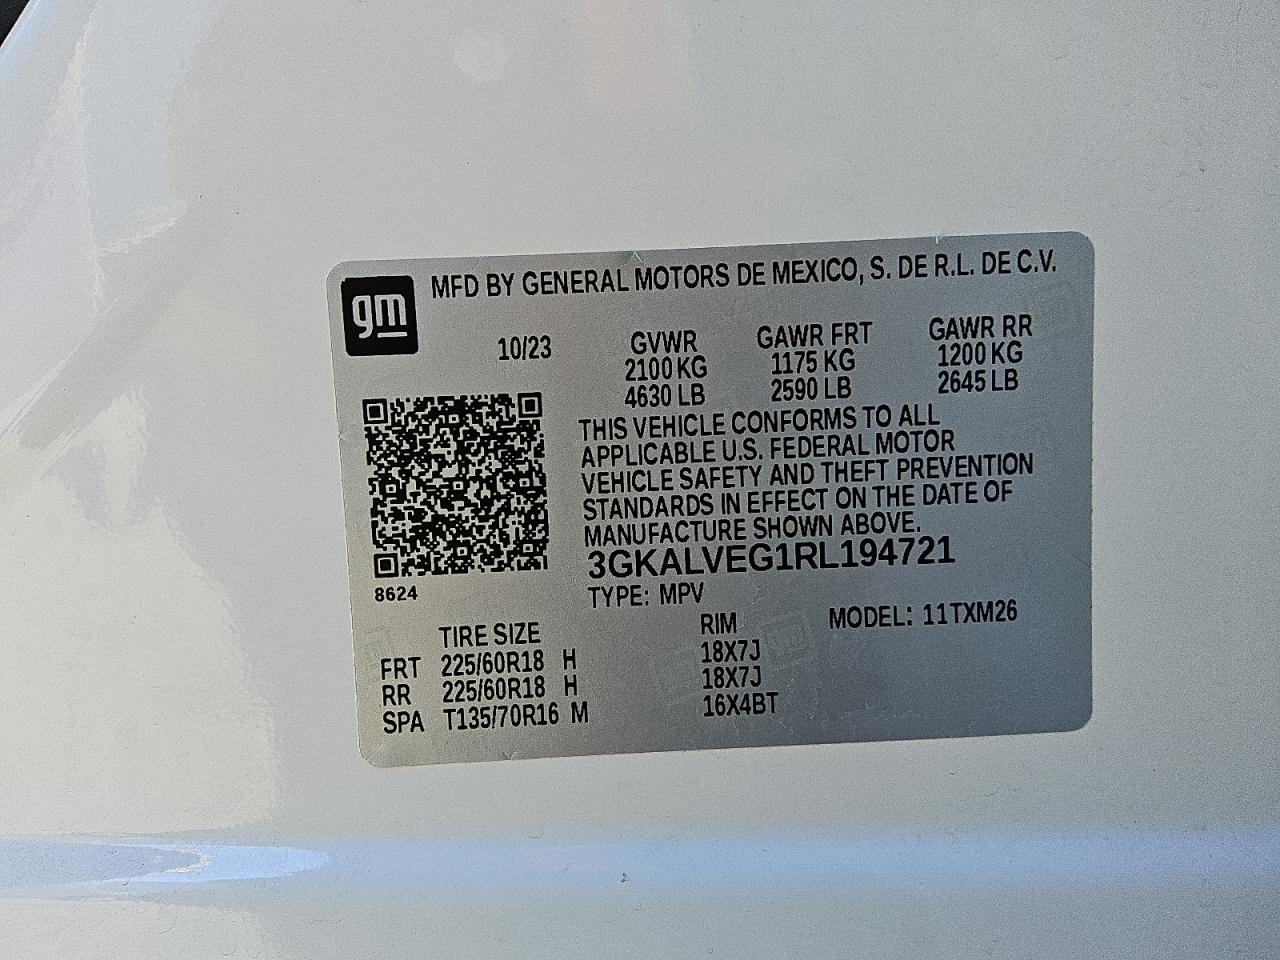 gm
MFD BY GENERAL MOTORS DE MEXICO, S. DE R.L. DE C.V.
10/23 GVWR GAWR FRT GAWR RR
2100 KG 1175 KG 1200 KG
4630 LB 2590 LB 2645 LB
THIS VEHICLE CONFORMS TO ALL
APPLICABLE U.S. FEDERAL MOTOR
VEHICLE SAFETY AND THEFT PREVENTION
STANDARDS IN EFFECT ON THE DATE OF
MANUFACTURE SHOWN ABOVE.
3GKALVEG1RL194721
8624
TYPE: MPV
MODEL: 11TXM26
TIRE SIZE RIM
FRT 225/60R18 H 18X7J
RR 225/60R18 H 18X7J
SPA T135/70R16 M 16X4BT